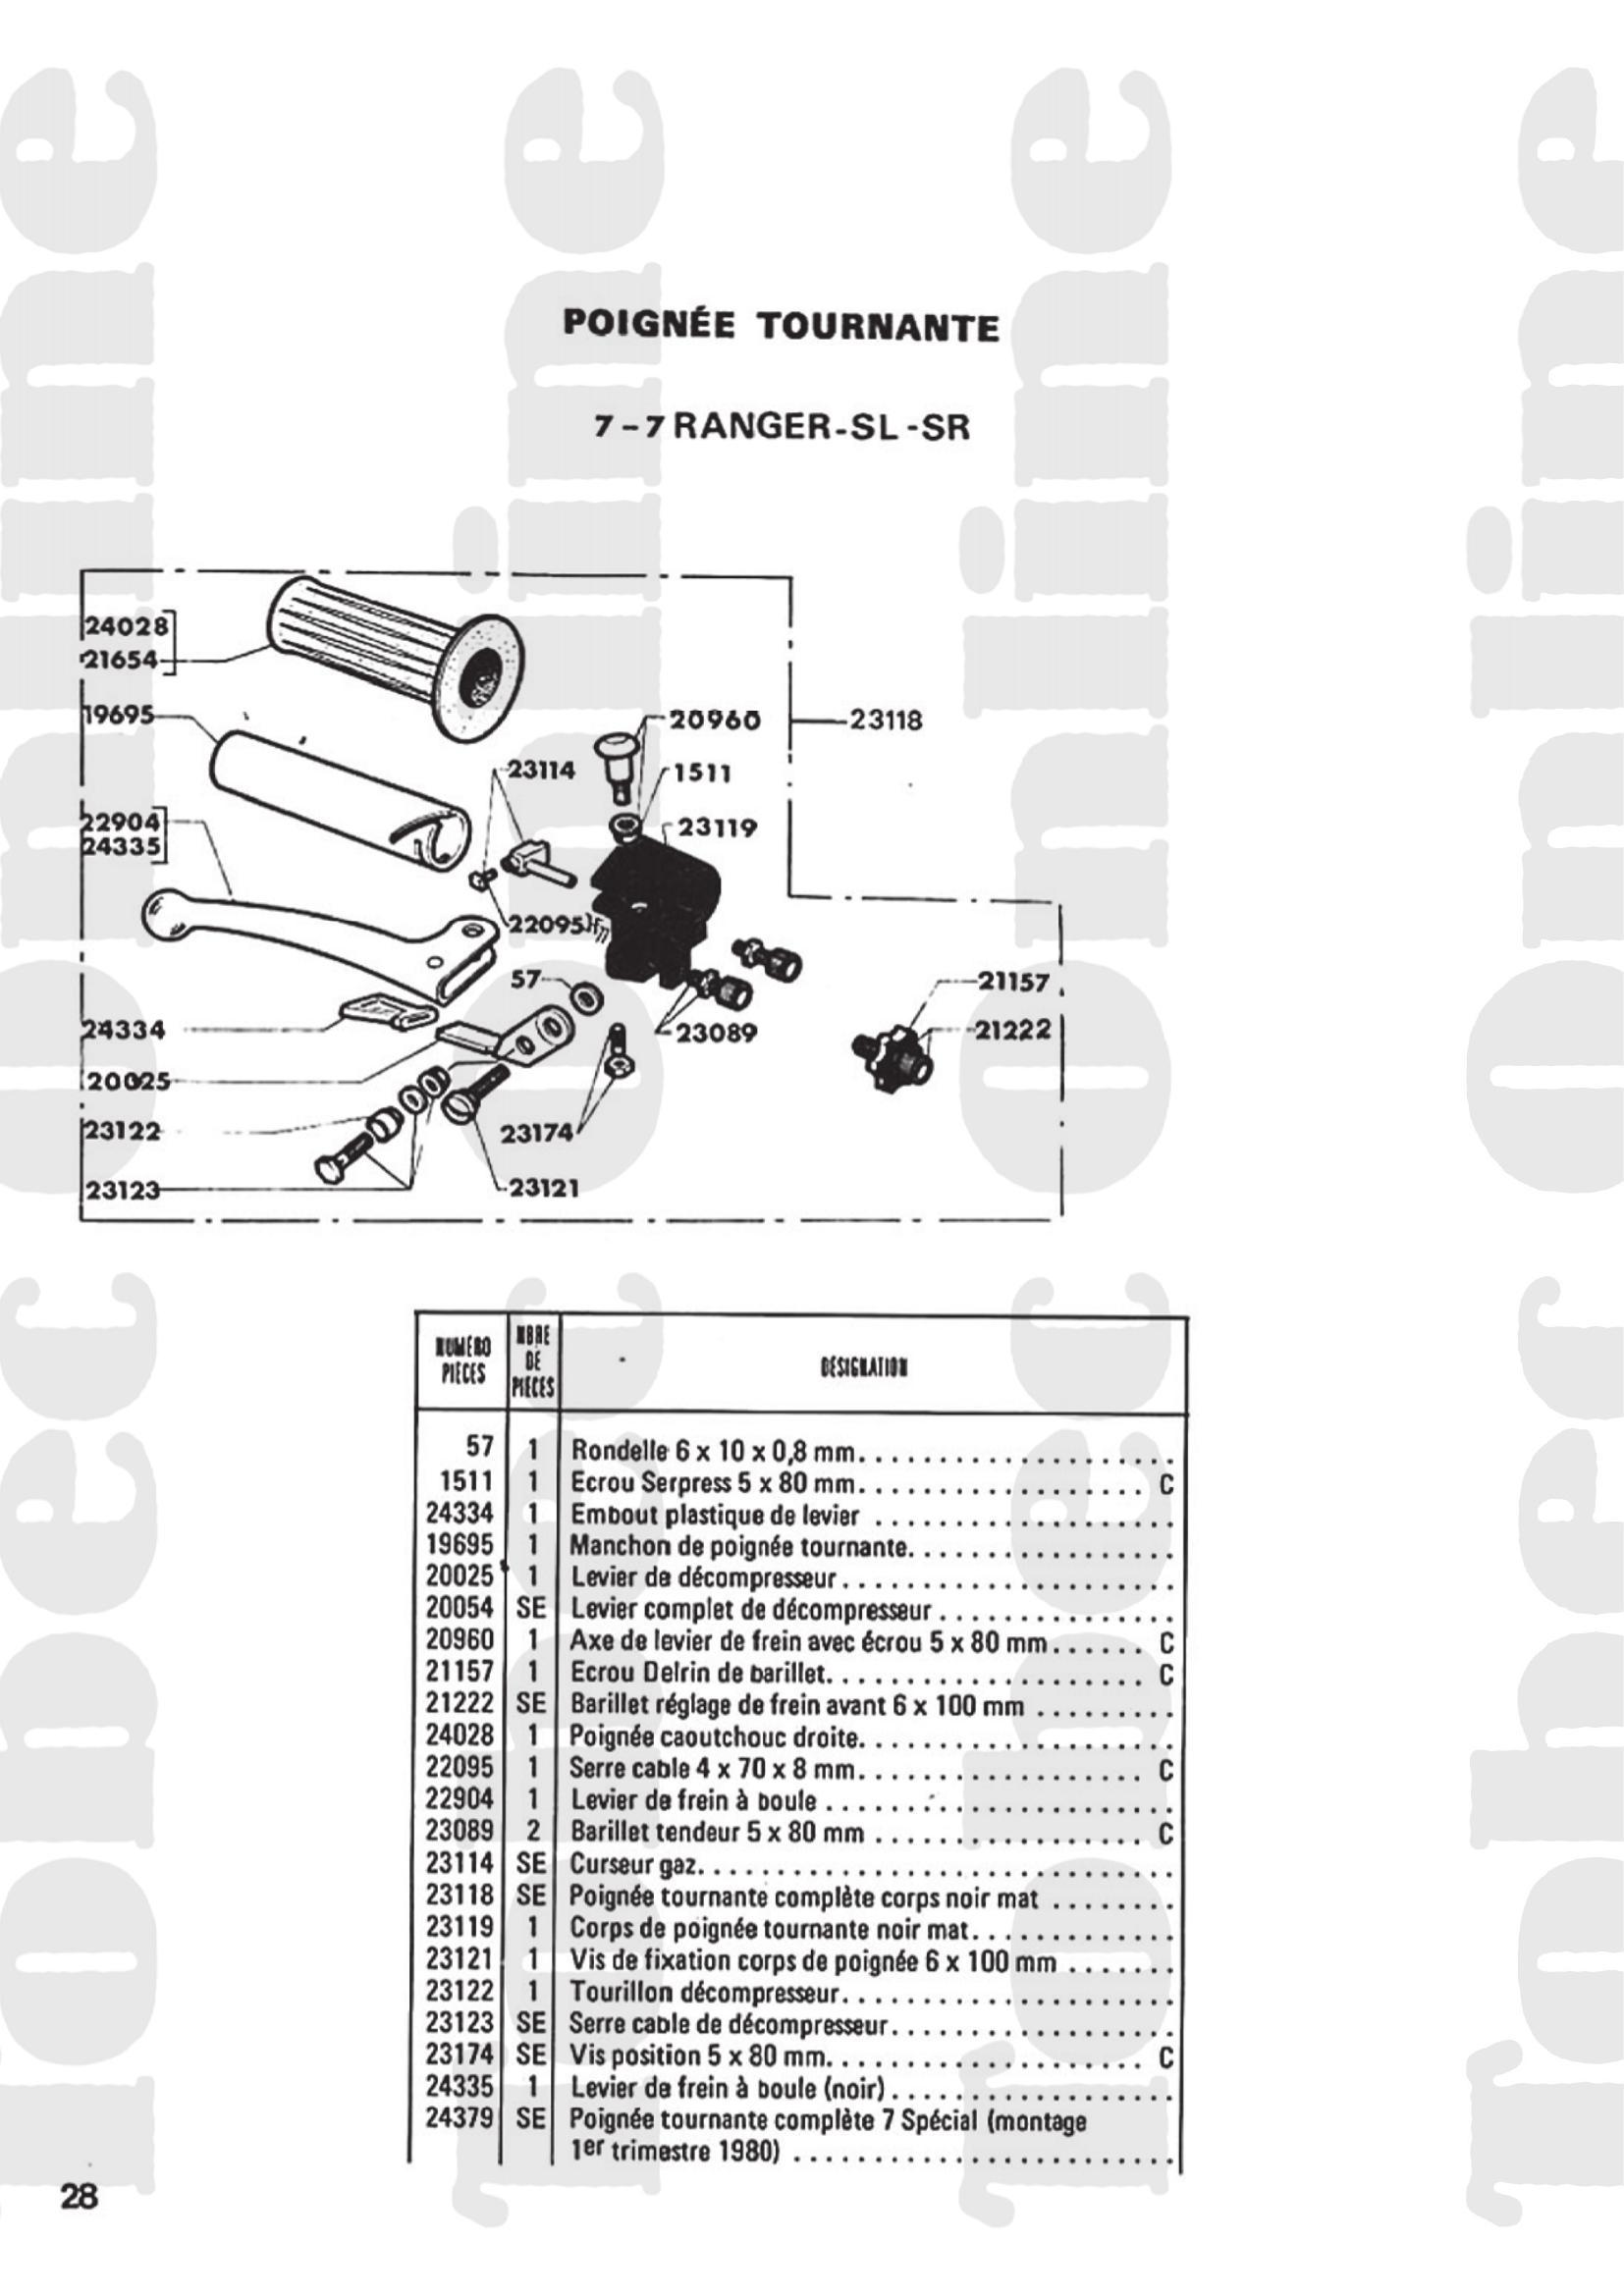 POIGNÉE TOURNANTE
7-7 RANGER-SL-SR
24028
21654
19695
20960
23118
23114
1511
22904
24335
23119
22095
57
21157
24334
23089
21222
20025
23122
23174
23123
23121
NUMÉRO PIÈCES
NBRE DE PIÈCES
DÉSIGNATION
57 1 Rondelle 6 x 10 x 0,8 mm
1511 1 Ecrou Serpress 5 x 80 mm C
24334 1 Embout plastique de levier
19695 1 Manchon de poignée tournante
20025 1 Levier de décompresseur
20054 SE Levier complet de décompresseur
20960 1 Axe de levier de frein avec écrou 5 x 80 mm C
21157 1 Ecrou Delrin de barillet C
21222 SE Barillet réglage de frein avant 6 x 100 mm
24028 1 Poignée caoutchouc droite
22095 1 Serre cable 4 x 70 x 8 mm C
22904 1 Levier de frein à boule
23089 2 Barillet tendeur 5 x 80 mm C
23114 SE Curseur gaz
23118 SE Poignée tournante complète corps noir mat
23119 1 Corps de poignée tournante noir mat
23121 1 Vis de fixation corps de poignée 6 x 100 mm
23122 1 Tourillon décompresseur
23123 SE Serre cable de décompresseur
23174 SE Vis position 5 x 80 mm C
24335 1 Levier de frein à boule (noir)
24379 SE Poignée tournante complète 7 Spécial (montage
1er trimestre 1980)
28